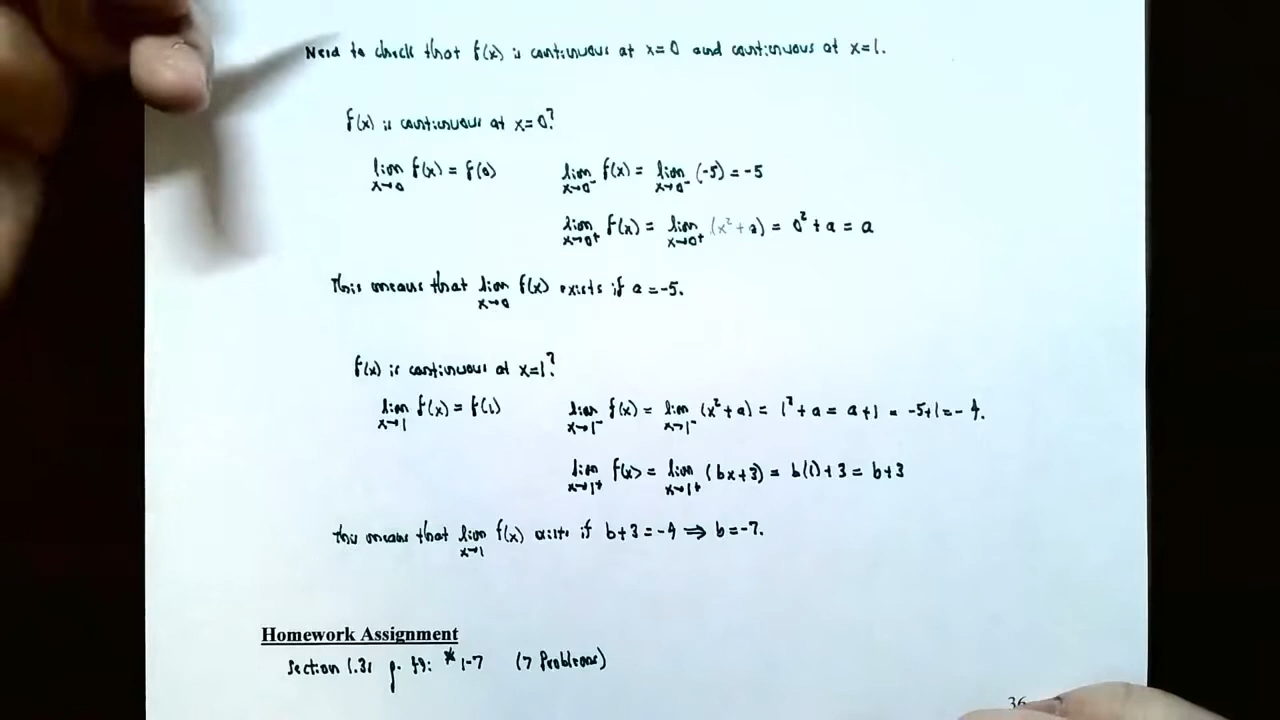 Need to check that f(x) is continuous at x=0 and continuous at x=1.
f(x) is continuous at x=0?
lim x→0 f(x) = f(0) lim x→0⁻ f(x) = lim x→0⁻ (-5) = -5
lim x→0⁺ f(x) = lim x→0⁺ (x²+a) = 0² + a = a
This means that lim x→0 f(x) exists if a = -5.
f(x) is continuous at x=1?
lim x→1 f(x) = f(1) lim x→1⁻ f(x) = lim x→1⁻ (x²+a) = 1² + a = a+1 = -5+1 = -4.
lim x→1⁺ f(x) = lim x→1⁺ (bx+3) = b(1)+3 = b+3
This means that lim x→1 f(x) exists if b+3 = -4 ⇒ b = -7.
Homework Assignment
Section 1.3: p. #1-7 (7 Problems)
36